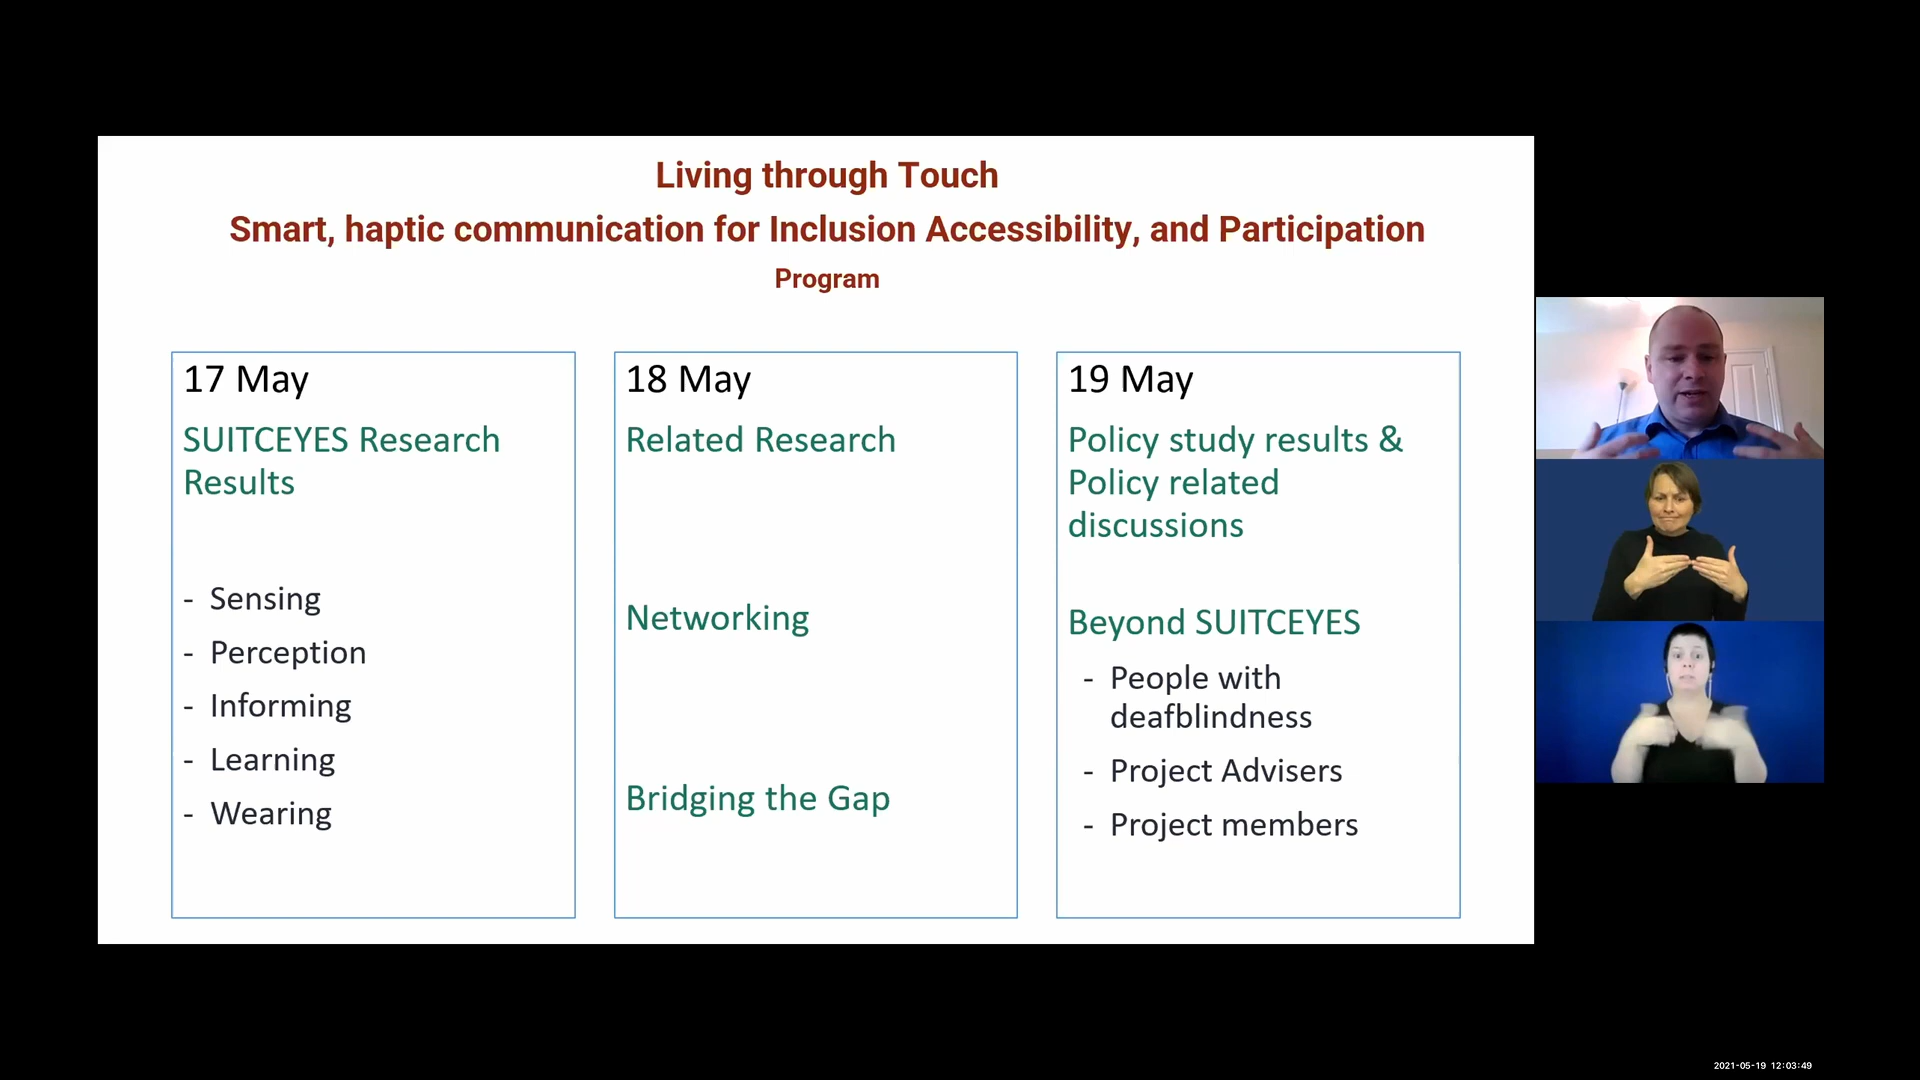 Living through Touch
Smart, haptic communication for Inclusion Accessibility, and Participation
Program
17 May
SUITCEYES Research
Results
- Sensing
- Perception
- Informing
- Learning
- Wearing
18 May
Related Research
Networking
Bridging the Gap
19 May
Policy study results &
Policy related
discussions
Beyond SUITCEYES
- People with
deafblindness
- Project Advisers
- Project members
2021-05-19 12:03:49